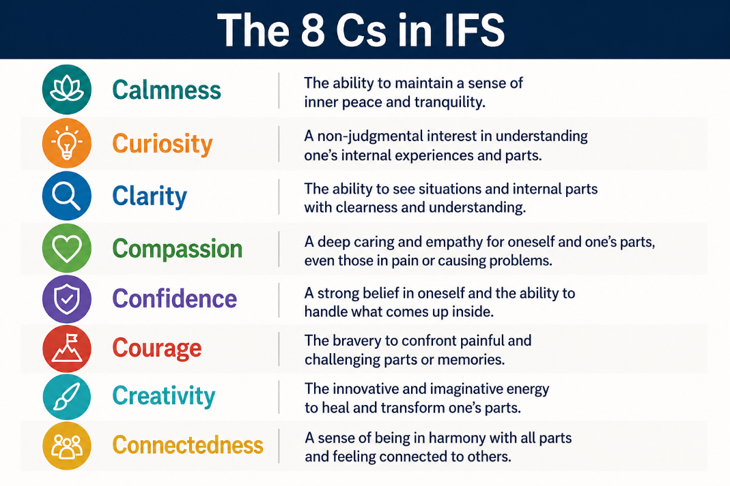 The 8 Cs in IFS
Calmness
The ability to maintain a sense of
inner peace and tranquility.
Curiosity
A non-judgmental interest in understanding
one's internal experiences and parts.
Clarity
The ability to see situations and internal parts
with clearness and understanding.
Compassion
A deep caring and empathy for oneself and one's parts,
even those in pain or causing problems.
Confidence
A strong belief in oneself and the ability to
handle what comes up inside.
Courage
The bravery to confront painful and
challenging parts or memories.
Creativity
The innovative and imaginative energy
to heal and transform one's parts.
Connectedness
A sense of being in harmony with all parts
and feeling connected to others.